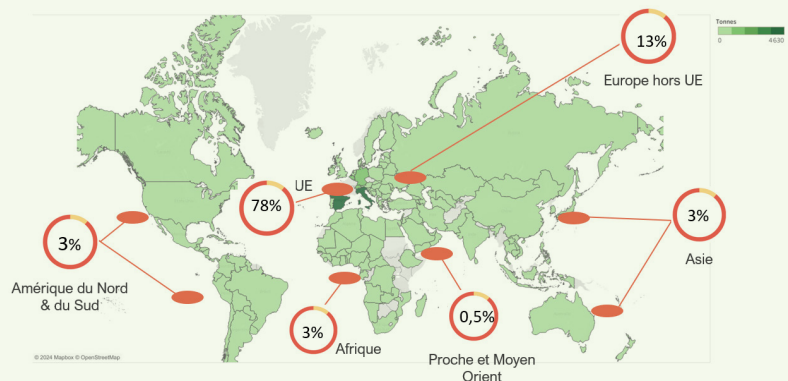 Tonnes
0 4630
13%
Europe hors UE
UE
78%
3%
Amérique du Nord
& du Sud
3%
Asie
3%
Afrique
0,5%
Proche et Moyen
Orient
© 2024 Mapbox © OpenStreetMap